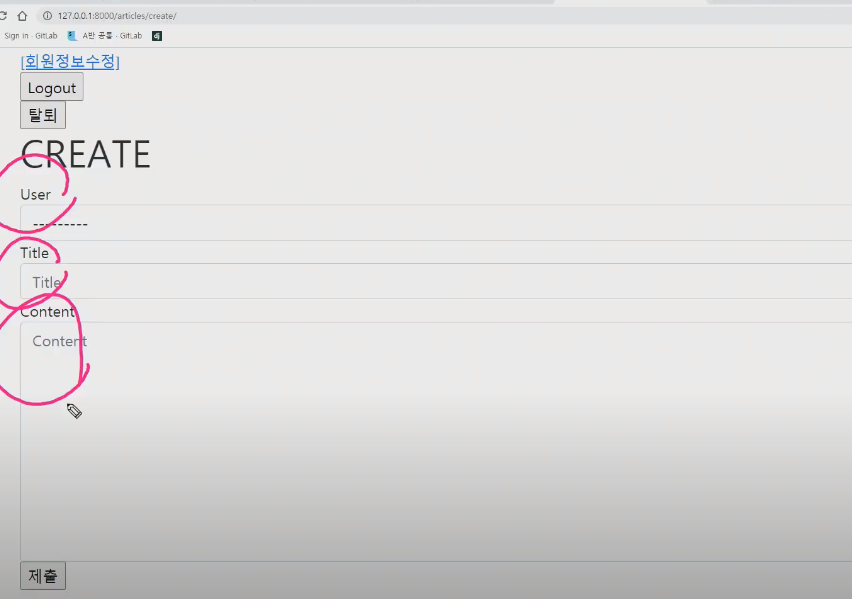 127.0.0.1:8000/articles/create/
Sign in · GitLab A반 공통 · GitLab dj
[회원정보수정]
Logout
탈퇴
CREATE
User
---------
Title
Title
Content
Content
제출